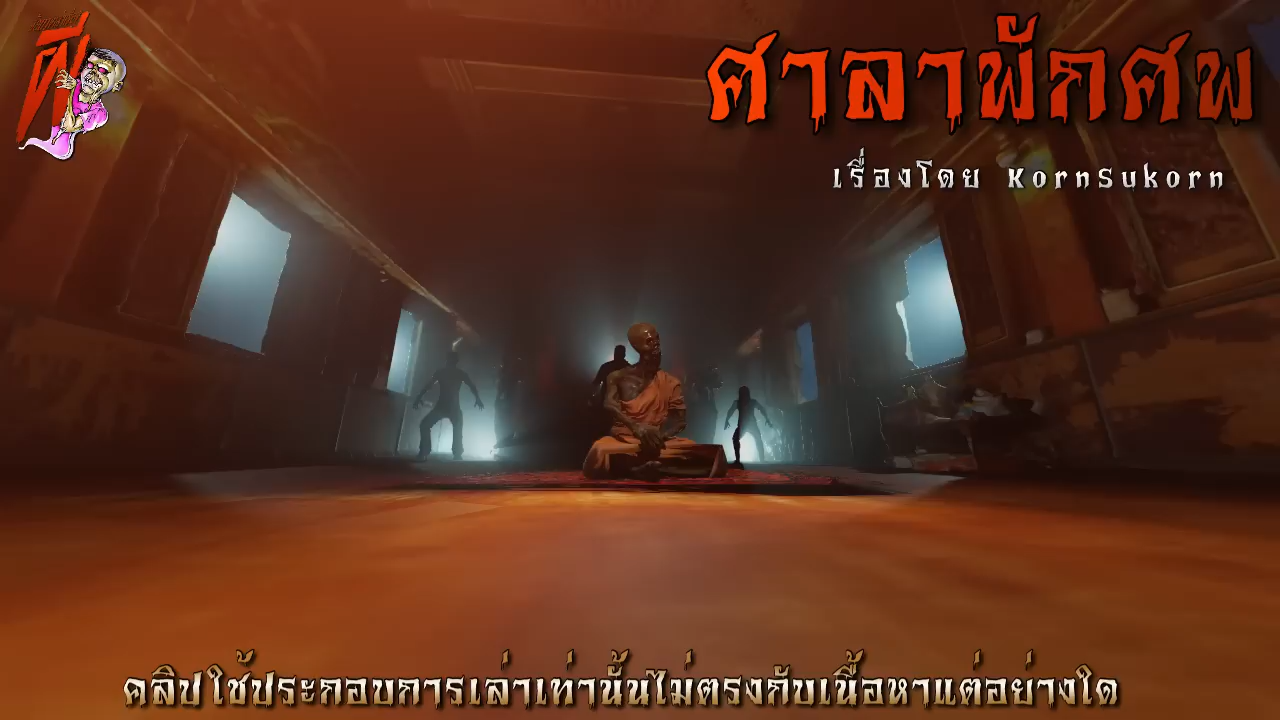 ผี
ศาลาพักศพ
เรื่องโดย KornSukorn
คลิปใช้ประกอบการเล่าเท่านั้นไม่ตรงกับเนื้อหาแต่อย่างใด